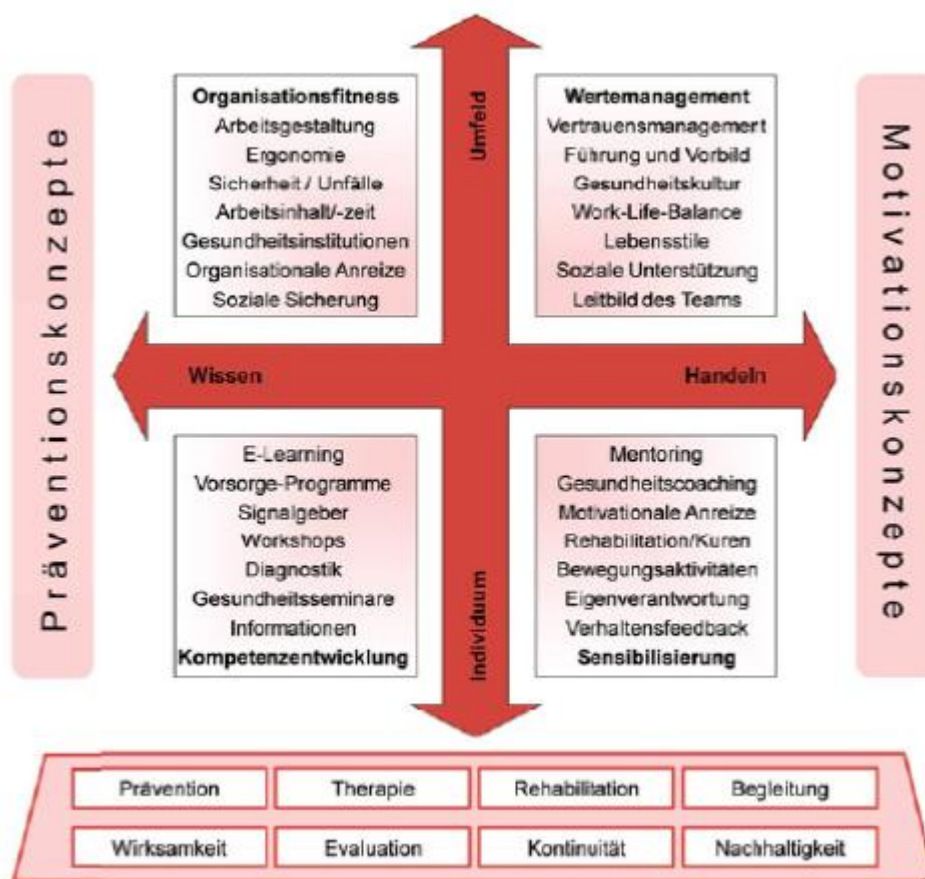 Präventionskonzepte
Organisationsfitness
Arbeitsgestaltung
Ergonomie
Sicherheit / Unfälle
Arbeitsinhalt/-zeit
Gesundheitsinstitutionen
Organisationale Anreize
Soziale Sicherung
Umfeld
Wertemanagement
Vertrauensmanagement
Führung und Vorbild
Gesundheitskultur
Work-Life-Balance
Lebensstile
Soziale Unterstützung
Leitbild des Teams
Motivationskonzepte
Wissen
Handeln
E-Learning
Vorsorge-Programme
Signalgeber
Workshops
Diagnostik
Gesundheitsseminare
Informationen
Kompetenzentwicklung
Individuum
Mentoring
Gesundheitscoaching
Motivationale Anreize
Rehabilitation/Kuren
Bewegungsaktivitäten
Eigenverantwortung
Verhaltensfeedback
Sensibilisierung
Prävention
Therapie
Rehabilitation
Begleitung
Wirksamkeit
Evaluation
Kontinuität
Nachhaltigkeit